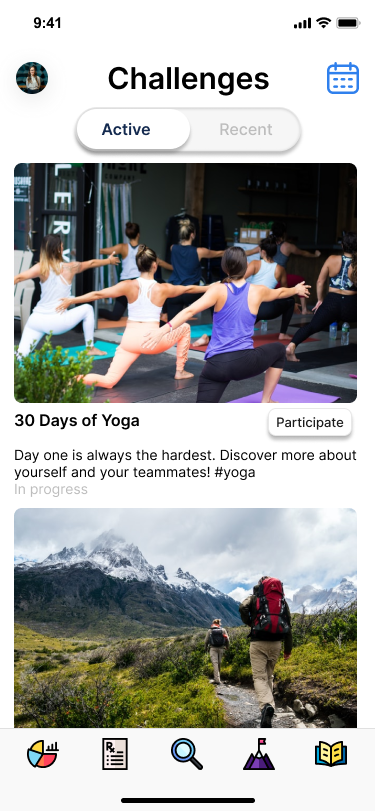 9:41
Challenges
Active
Recent
30 Days of Yoga
Participate
Day one is always the hardest. Discover more about
yourself and your teammates! #yoga
In progress